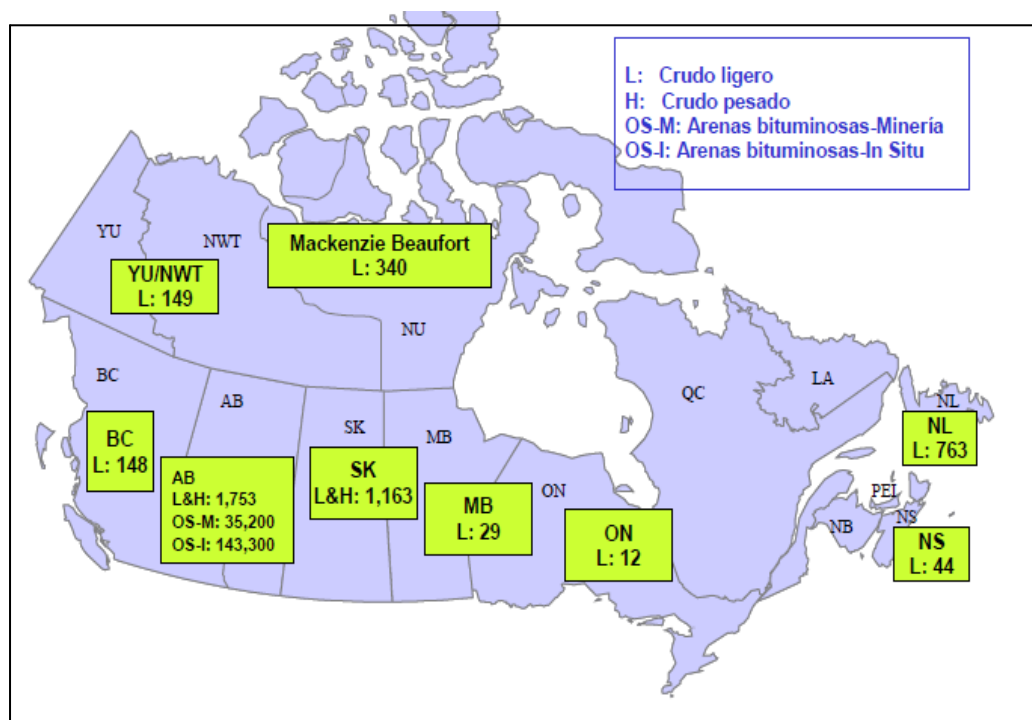 L: Crudo ligero
H: Crudo pesado
OS-M: Arenas bituminosas-Minería
OS-I: Arenas bituminosas-In Situ
YU
NWT
Mackenzie Beaufort
L: 340
YU/NWT
L: 149
NU
BC
AB
SK
MB
ON
QC
LA
NL
PEI
NB
NS
BC
L: 148
AB
L&H: 1,753
OS-M: 35,200
OS-I: 143,300
SK
L&H: 1,163
MB
L: 29
ON
L: 12
NL
L: 763
NS
L: 44